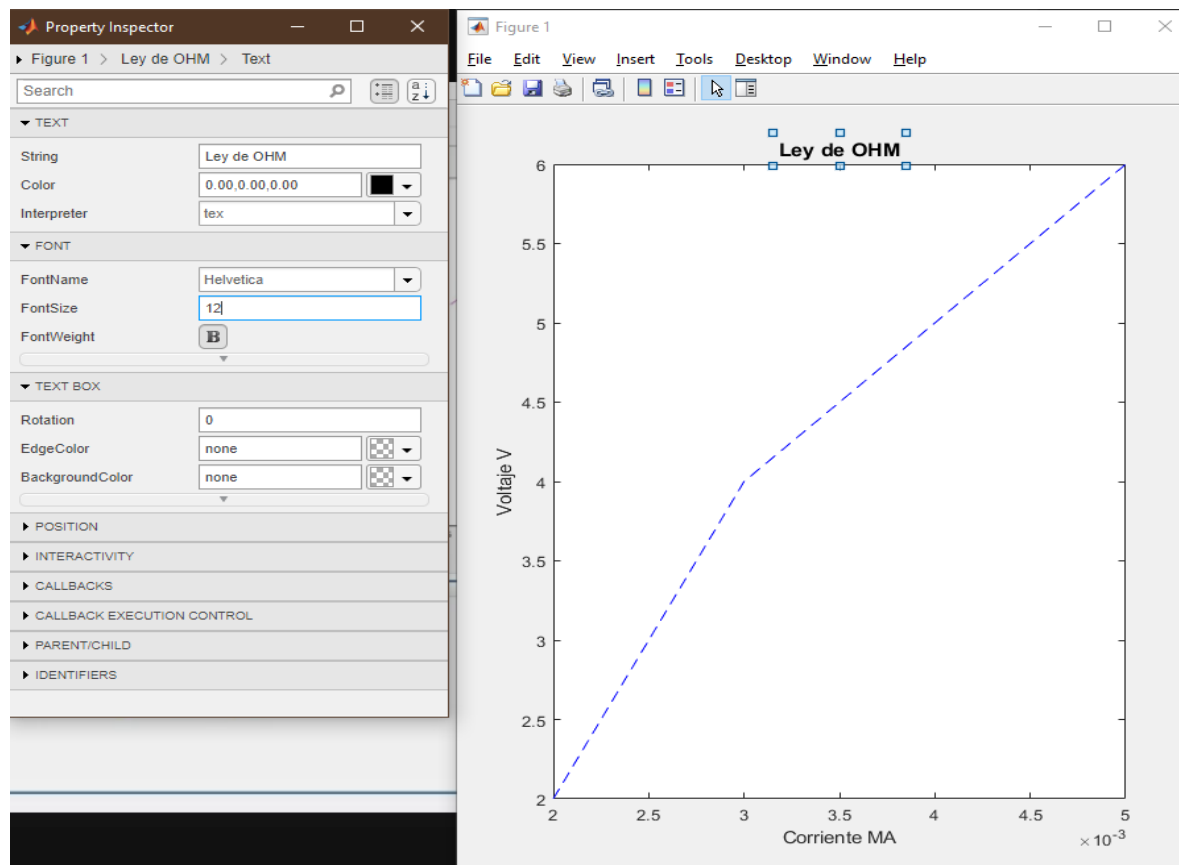 Property Inspector
Figure 1 > Ley de OHM > Text
Search
TEXT
String Ley de OHM
Color 0.00,0.00,0.00
Interpreter tex
FONT
FontName Helvetica
FontSize 12
FontWeight B
TEXT BOX
Rotation 0
EdgeColor none
BackgroundColor none
POSITION
INTERACTIVITY
CALLBACKS
CALLBACK EXECUTION CONTROL
PARENT/CHILD
IDENTIFIERS
Figure 1
File Edit View Insert Tools Desktop Window Help
Ley de OHM
6
5.5
5
4.5
4
3.5
3
2.5
2
Voltaje V
2 2.5 3 3.5 4 4.5 5
Corriente MA
×10-3